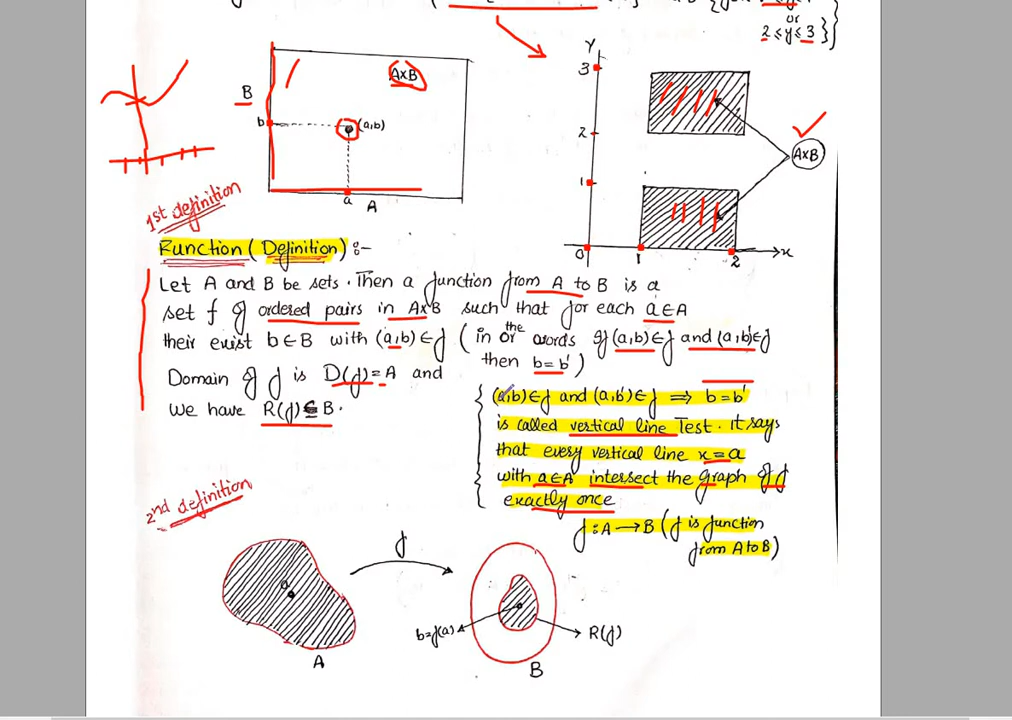 or
2≤y≤3}}
A×B
B
b
(a,b)
a
A
Y
3
2
1
0
1
2
x
A×B
1st definition
Function (Definition) :-
Let A and B be sets. Then a function from A to B is a
set f of ordered pairs in A×B such that for each a∈A
their exist b∈B with (a,b)∈f (in the or words if (a,b)∈f and (a,b')∈f
then b=b')
Domain of f is D(f)=A and
we have R(f)⊆B.
(a,b)∈f and (a,b')∈f ⇒ b=b'
is called vertical line Test. it says
that every vertical line x=a
with a∈A intersect the graph of f
exactly once
f:A→B (f is function
from A to B)
2nd definition
f
a
A
b=f(a)
R(f)
B